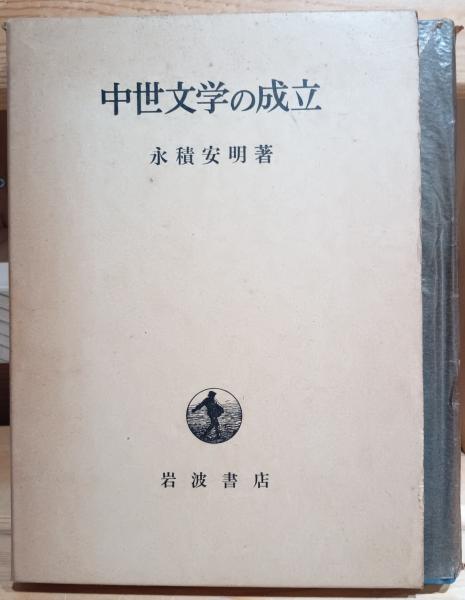 中世文学の成立
永積安明著
岩波書店